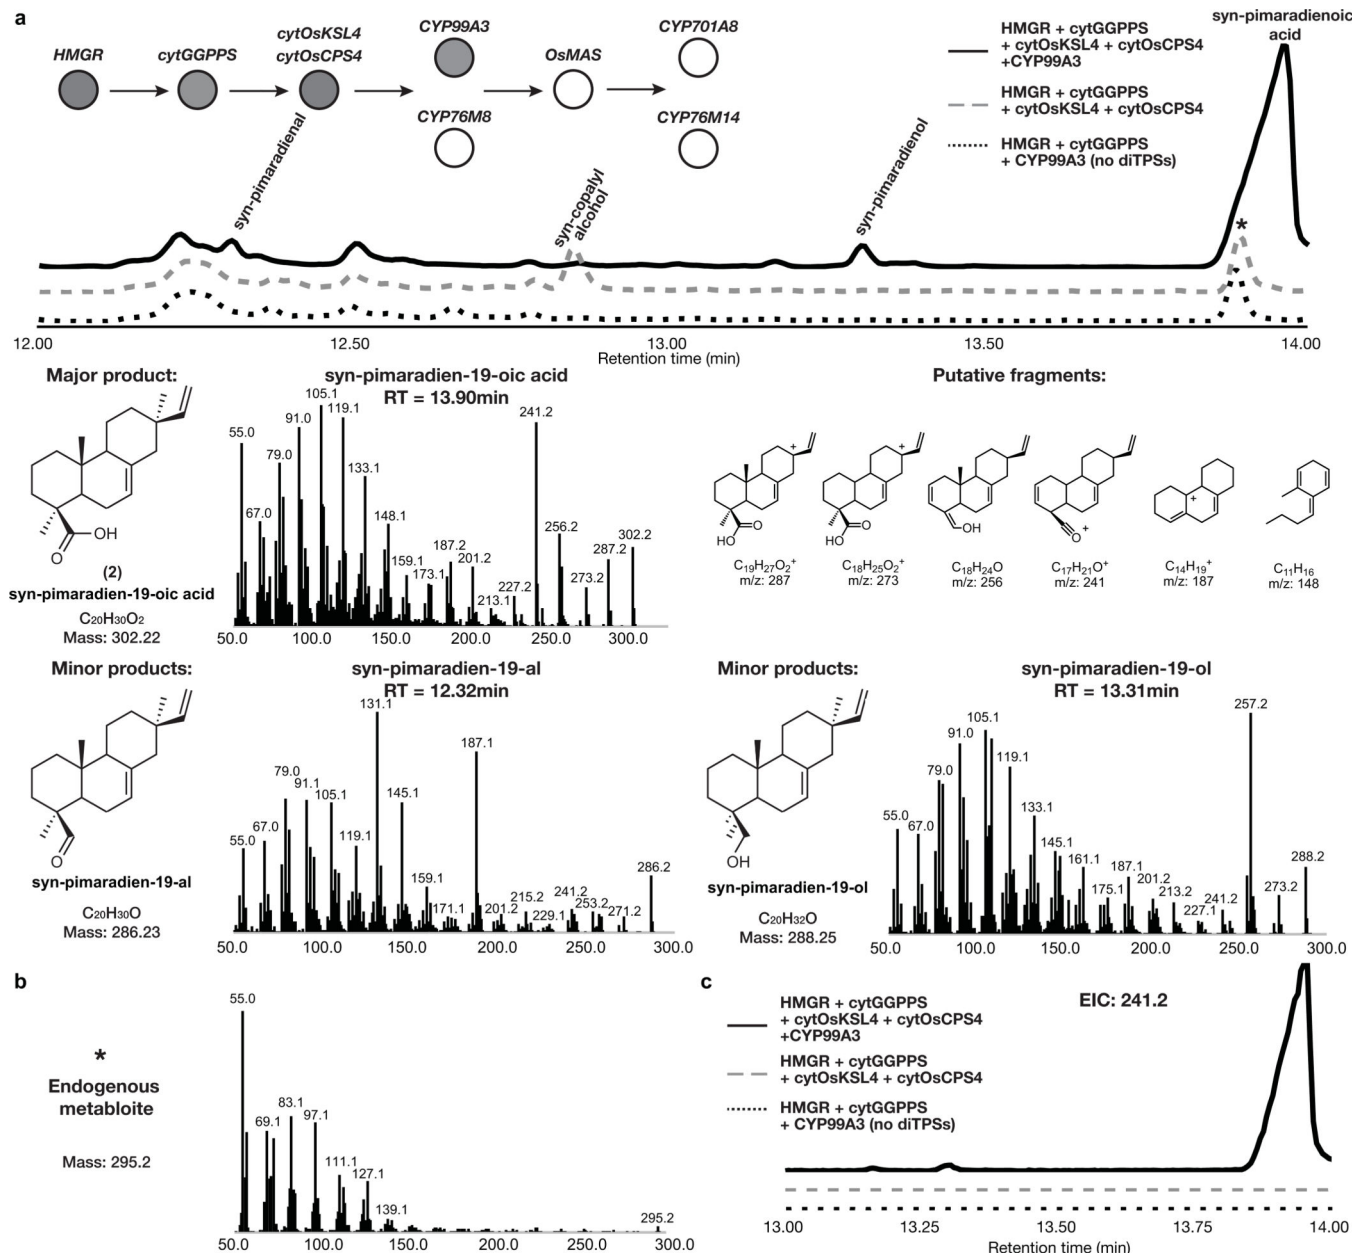 a
HMGR
cytGGPPS
cytOsKSL4
cytOsCPS4
CYP99A3
CYP76M8
OsMAS
CYP701A8
CYP76M14
HMGR + cytGGPPS
+ cytOsKSL4 + cytOsCPS4
+CYP99A3
HMGR + cytGGPPS
+ cytOsKSL4 + cytOsCPS4
HMGR + cytGGPPS
+ CYP99A3 (no diTPSs)
syn-pimaradienoic
acid
syn-pimaradienal
syn-copalyl
alcohol
syn-pimaradienol
*
12.00
12.50
13.00
13.50
14.00
Retention time (min)
Major product:
OH
O
(2)
syn-pimaradien-19-oic acid
C20H30O2
Mass: 302.22
syn-pimaradien-19-oic acid
RT = 13.90min
55.0
67.0
79.0
91.0
105.1
119.1
133.1
148.1
159.1
173.1
187.2
201.2
213.1
227.2
241.2
256.2
273.2
287.2
302.2
50.0
100.0
150.0
200.0
250.0
300.0
Putative fragments:
+
O
HO
C19H27O2+
m/z: 287
+
O
HO
C18H25O2+
m/z: 273
OH
C18H24O
m/z: 256
O
+
C17H21O+
m/z: 241
+
C14H19+
m/z: 187
C11H16
m/z: 148
Minor products:
O
syn-pimaradien-19-al
C20H30O
Mass: 286.23
syn-pimaradien-19-al
RT = 12.32min
55.0
67.0
79.0
91.1
105.1
119.1
131.1
145.1
159.1
171.1
187.1
201.2
215.2
229.1
241.2
253.2
271.2
286.2
50.0
100.0
150.0
200.0
250.0
300.0
Minor products:
OH
syn-pimaradien-19-ol
C20H32O
Mass: 288.25
syn-pimaradien-19-ol
RT = 13.31min
55.0
67.0
79.0
91.0
105.1
119.1
133.1
145.1
161.1
175.1
187.1
201.2
213.2
227.1
241.2
257.2
273.2
288.2
50.0
100.0
150.0
200.0
250.0
300.0
b
*
Endogenous
metabloite
Mass: 295.2
55.0
69.1
83.1
97.1
111.1
127.1
139.1
295.2
50.0
100.0
150.0
200.0
250.0
300.0
c
HMGR + cytGGPPS
+ cytOsKSL4 + cytOsCPS4
+CYP99A3
HMGR + cytGGPPS
+ cytOsKSL4 + cytOsCPS4
HMGR + cytGGPPS
+ CYP99A3 (no diTPSs)
EIC: 241.2
13.00
13.25
13.50
13.75
14.00
Retention time (min)